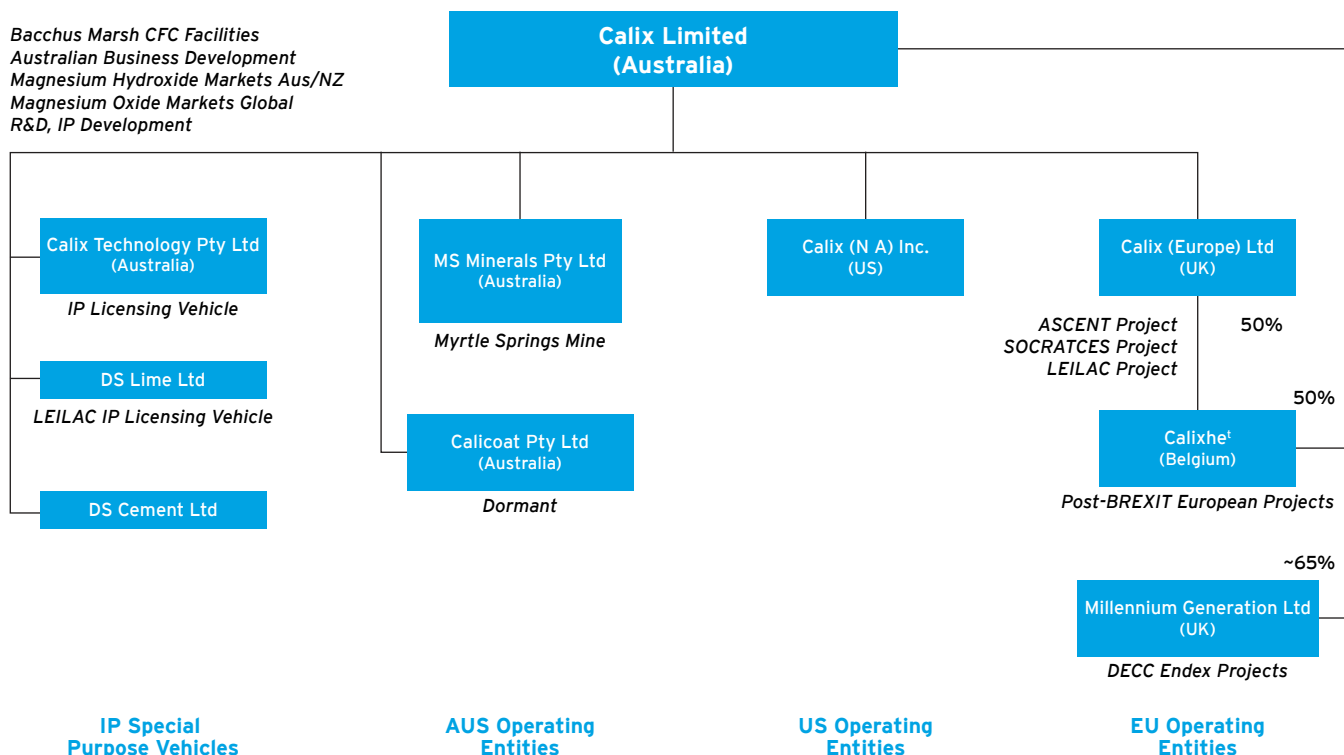 Bacchus Marsh CFC Facilities
Australian Business Development
Magnesium Hydroxide Markets Aus/NZ
Magnesium Oxide Markets Global
R&D, IP Development
Calix Limited
(Australia)
Calix Technology Pty Ltd
(Australia)
IP Licensing Vehicle
DS Lime Ltd
LEILAC IP Licensing Vehicle
DS Cement Ltd
MS Minerals Pty Ltd
(Australia)
Myrtle Springs Mine
Calicoat Pty Ltd
(Australia)
Dormant
Calix (N A) Inc.
(US)
Calix (Europe) Ltd
(UK)
ASCENT Project
SOCRATCES Project
LEILAC Project
50%
50%
Calixheᵗ
(Belgium)
Post-BREXIT European Projects
~65%
Millennium Generation Ltd
(UK)
DECC Endex Projects
IP Special
Purpose Vehicles
AUS Operating
Entities
US Operating
Entities
EU Operating
Entities